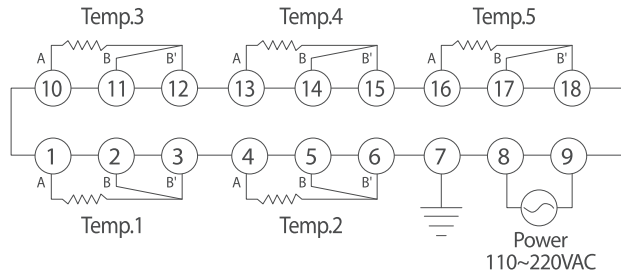 Temp.3 Temp.4 Temp.5
A B B' A B B' A B B'
10 11 12 13 14 15 16 17 18
1 2 3 4 5 6 7 8 9
A B B' A B B'
Temp.1 Temp.2
Power
110~220VAC